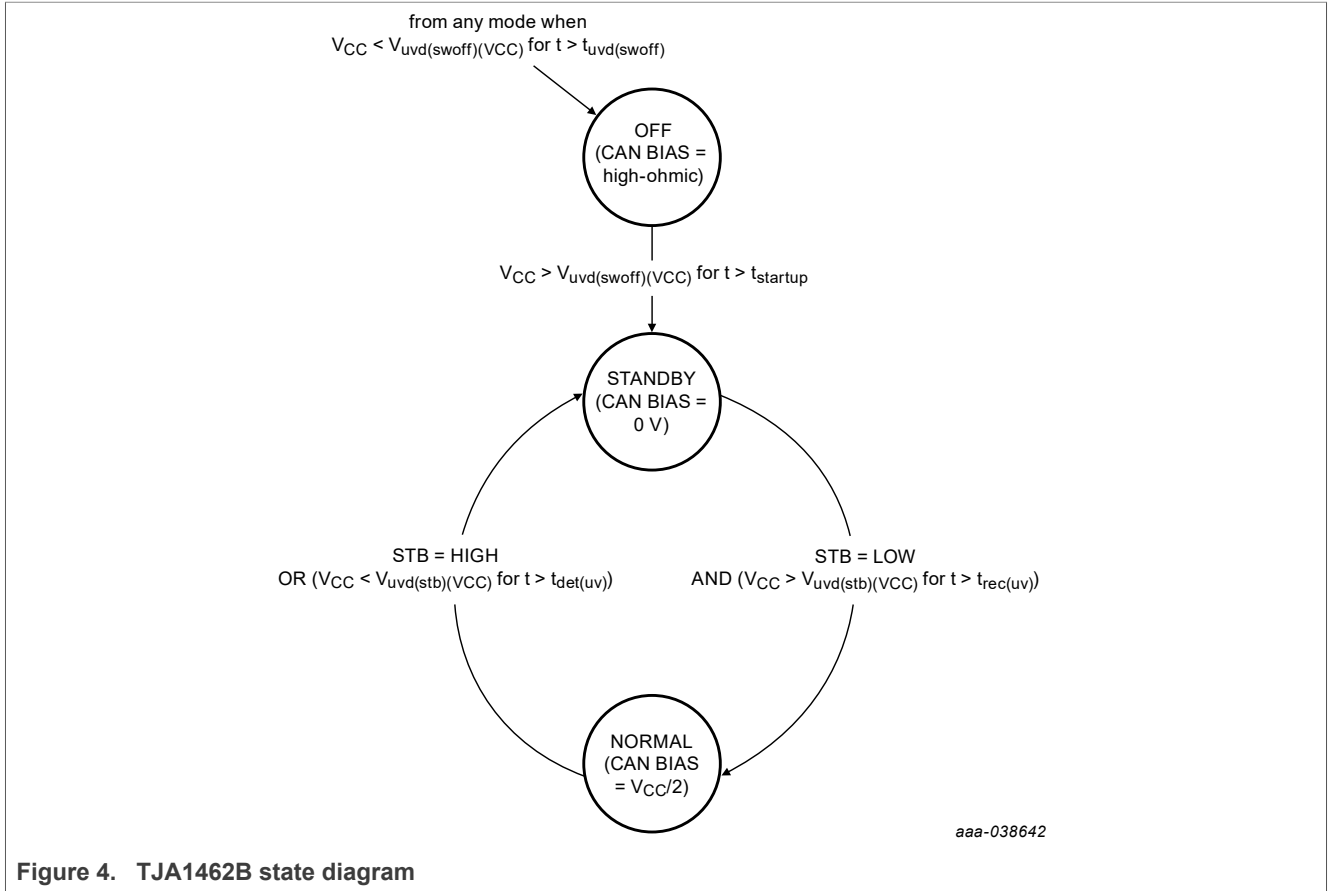 from any mode when
VCC < Vuvd(swoff)(VCC) for t > tuvd(swoff)
OFF
(CAN BIAS =
high-ohmic)
VCC > Vuvd(swoff)(VCC) for t > tstartup
STANDBY
(CAN BIAS =
0 V)
STB = HIGH
OR (VCC < Vuvd(stb)(VCC) for t > tdet(uv))
STB = LOW
AND (VCC > Vuvd(stb)(VCC) for t > trec(uv))
NORMAL
(CAN BIAS
= VCC/2)
aaa-038642
Figure 4. TJA1462B state diagram